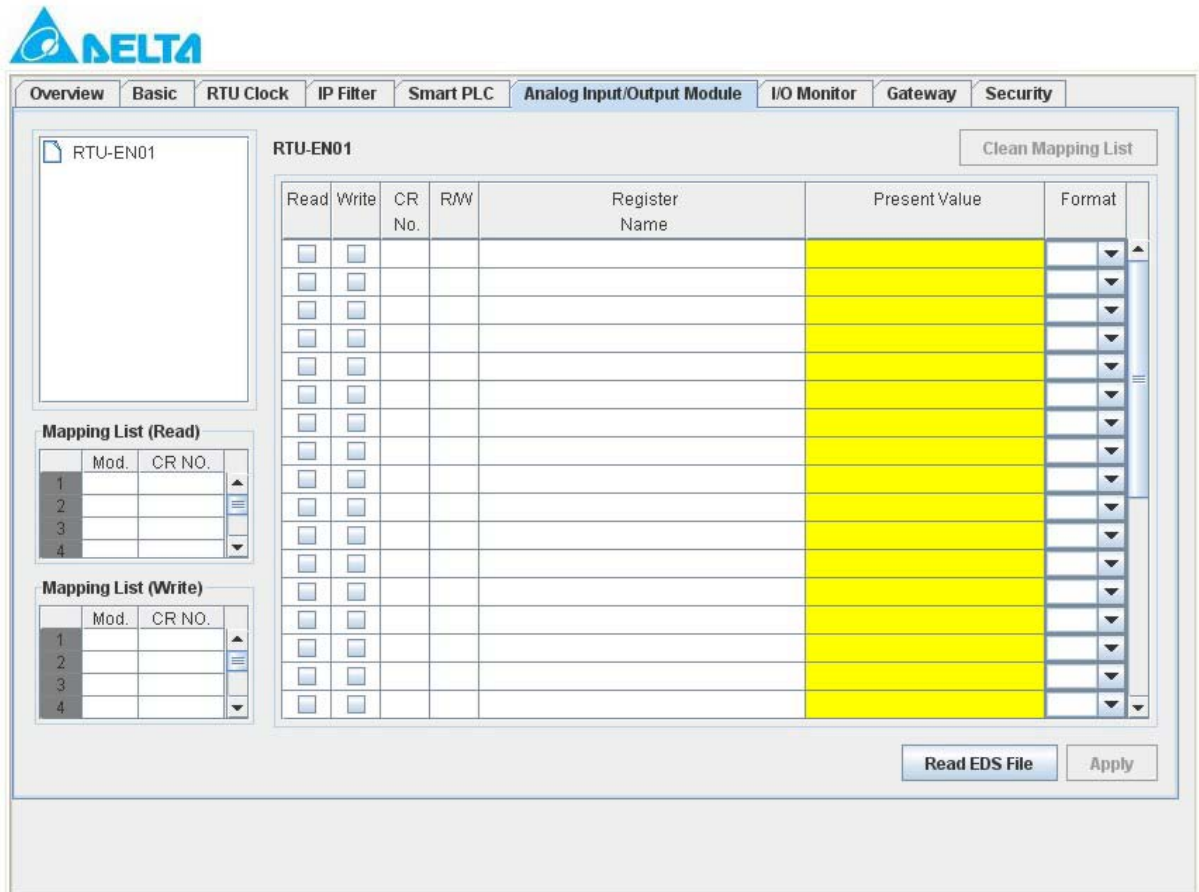 DELTA
Overview Basic RTU Clock IP Filter Smart PLC Analog Input/Output Module I/O Monitor Gateway Security
RTU-EN01
RTU-EN01
Clean Mapping List
Read Write CR No. R/W Register Name Present Value Format
Mapping List (Read)
Mod. CR NO.
1
2
3
4
Mapping List (Write)
Mod. CR NO.
1
2
3
4
Read EDS File Apply